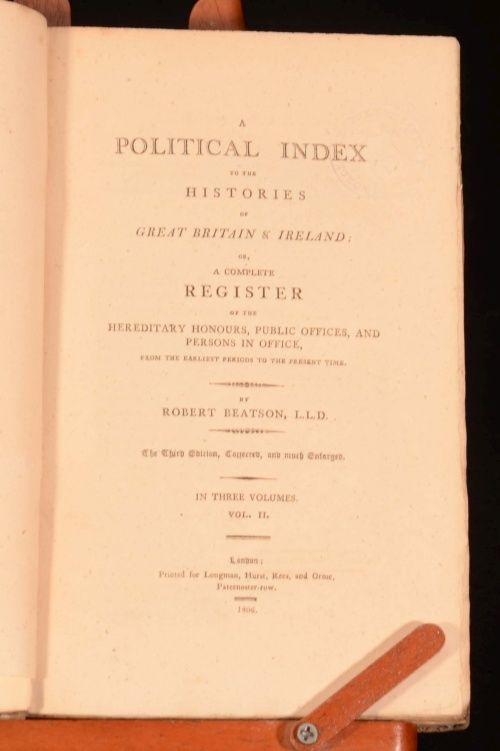 A
POLITICAL INDEX
TO THE
HISTORIES
OF
GREAT BRITAIN & IRELAND;
OR,
A COMPLETE
REGISTER
OF THE
HEREDITARY HONOURS, PUBLIC OFFICES, AND
PERSONS IN OFFICE,
FROM THE EARLIEST PERIODS TO THE PRESENT TIME.
BY
ROBERT BEATSON, L.L.D.
The Third Edition, Corrected, and much Enlarged.
IN THREE VOLUMES.
VOL. II.
London:
Printed for Longman, Hurst, Rees, and Orme,
Paternoster-row.
1806.